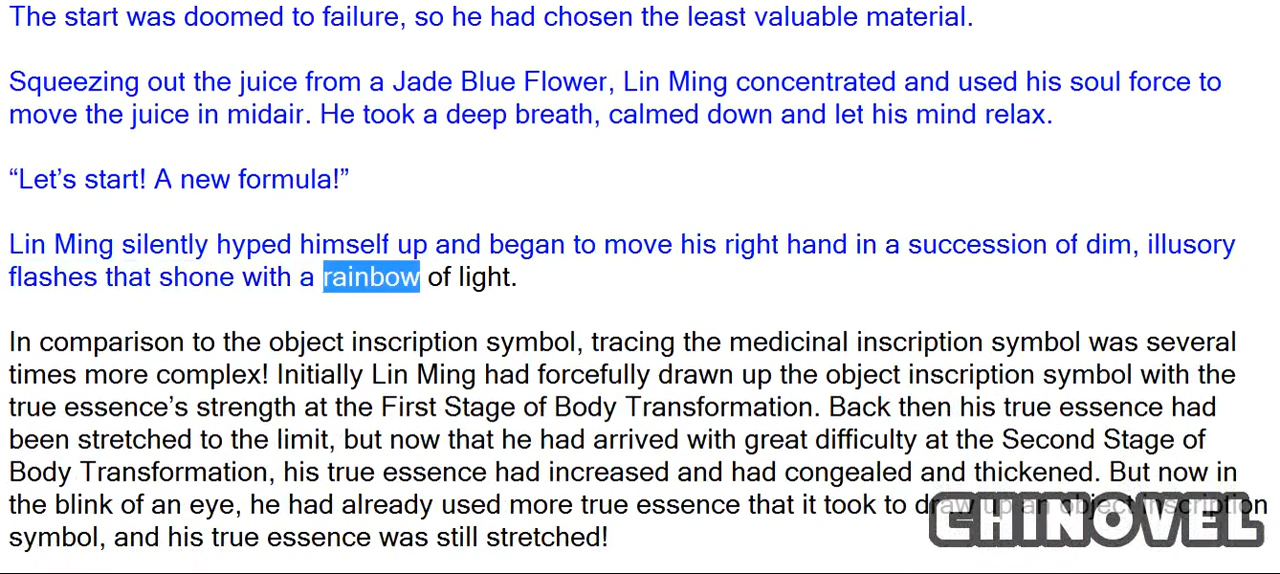 The start was doomed to failure, so he had chosen the least valuable material.
Squeezing out the juice from a Jade Blue Flower, Lin Ming concentrated and used his soul force to
move the juice in midair. He took a deep breath, calmed down and let his mind relax.
“Let’s start! A new formula!”
Lin Ming silently hyped himself up and began to move his right hand in a succession of dim, illusory
flashes that shone with a rainbow of light.
In comparison to the object inscription symbol, tracing the medicinal inscription symbol was several
times more complex! Initially Lin Ming had forcefully drawn up the object inscription symbol with the
true essence’s strength at the First Stage of Body Transformation. Back then his true essence had
been stretched to the limit, but now that he had arrived with great difficulty at the Second Stage of
Body Transformation, his true essence had increased and had congealed and thickened. But now in
the blink of an eye, he had already used more true essence that it took to draw up an object inscription
symbol, and his true essence was still stretched!
CHINOVEL